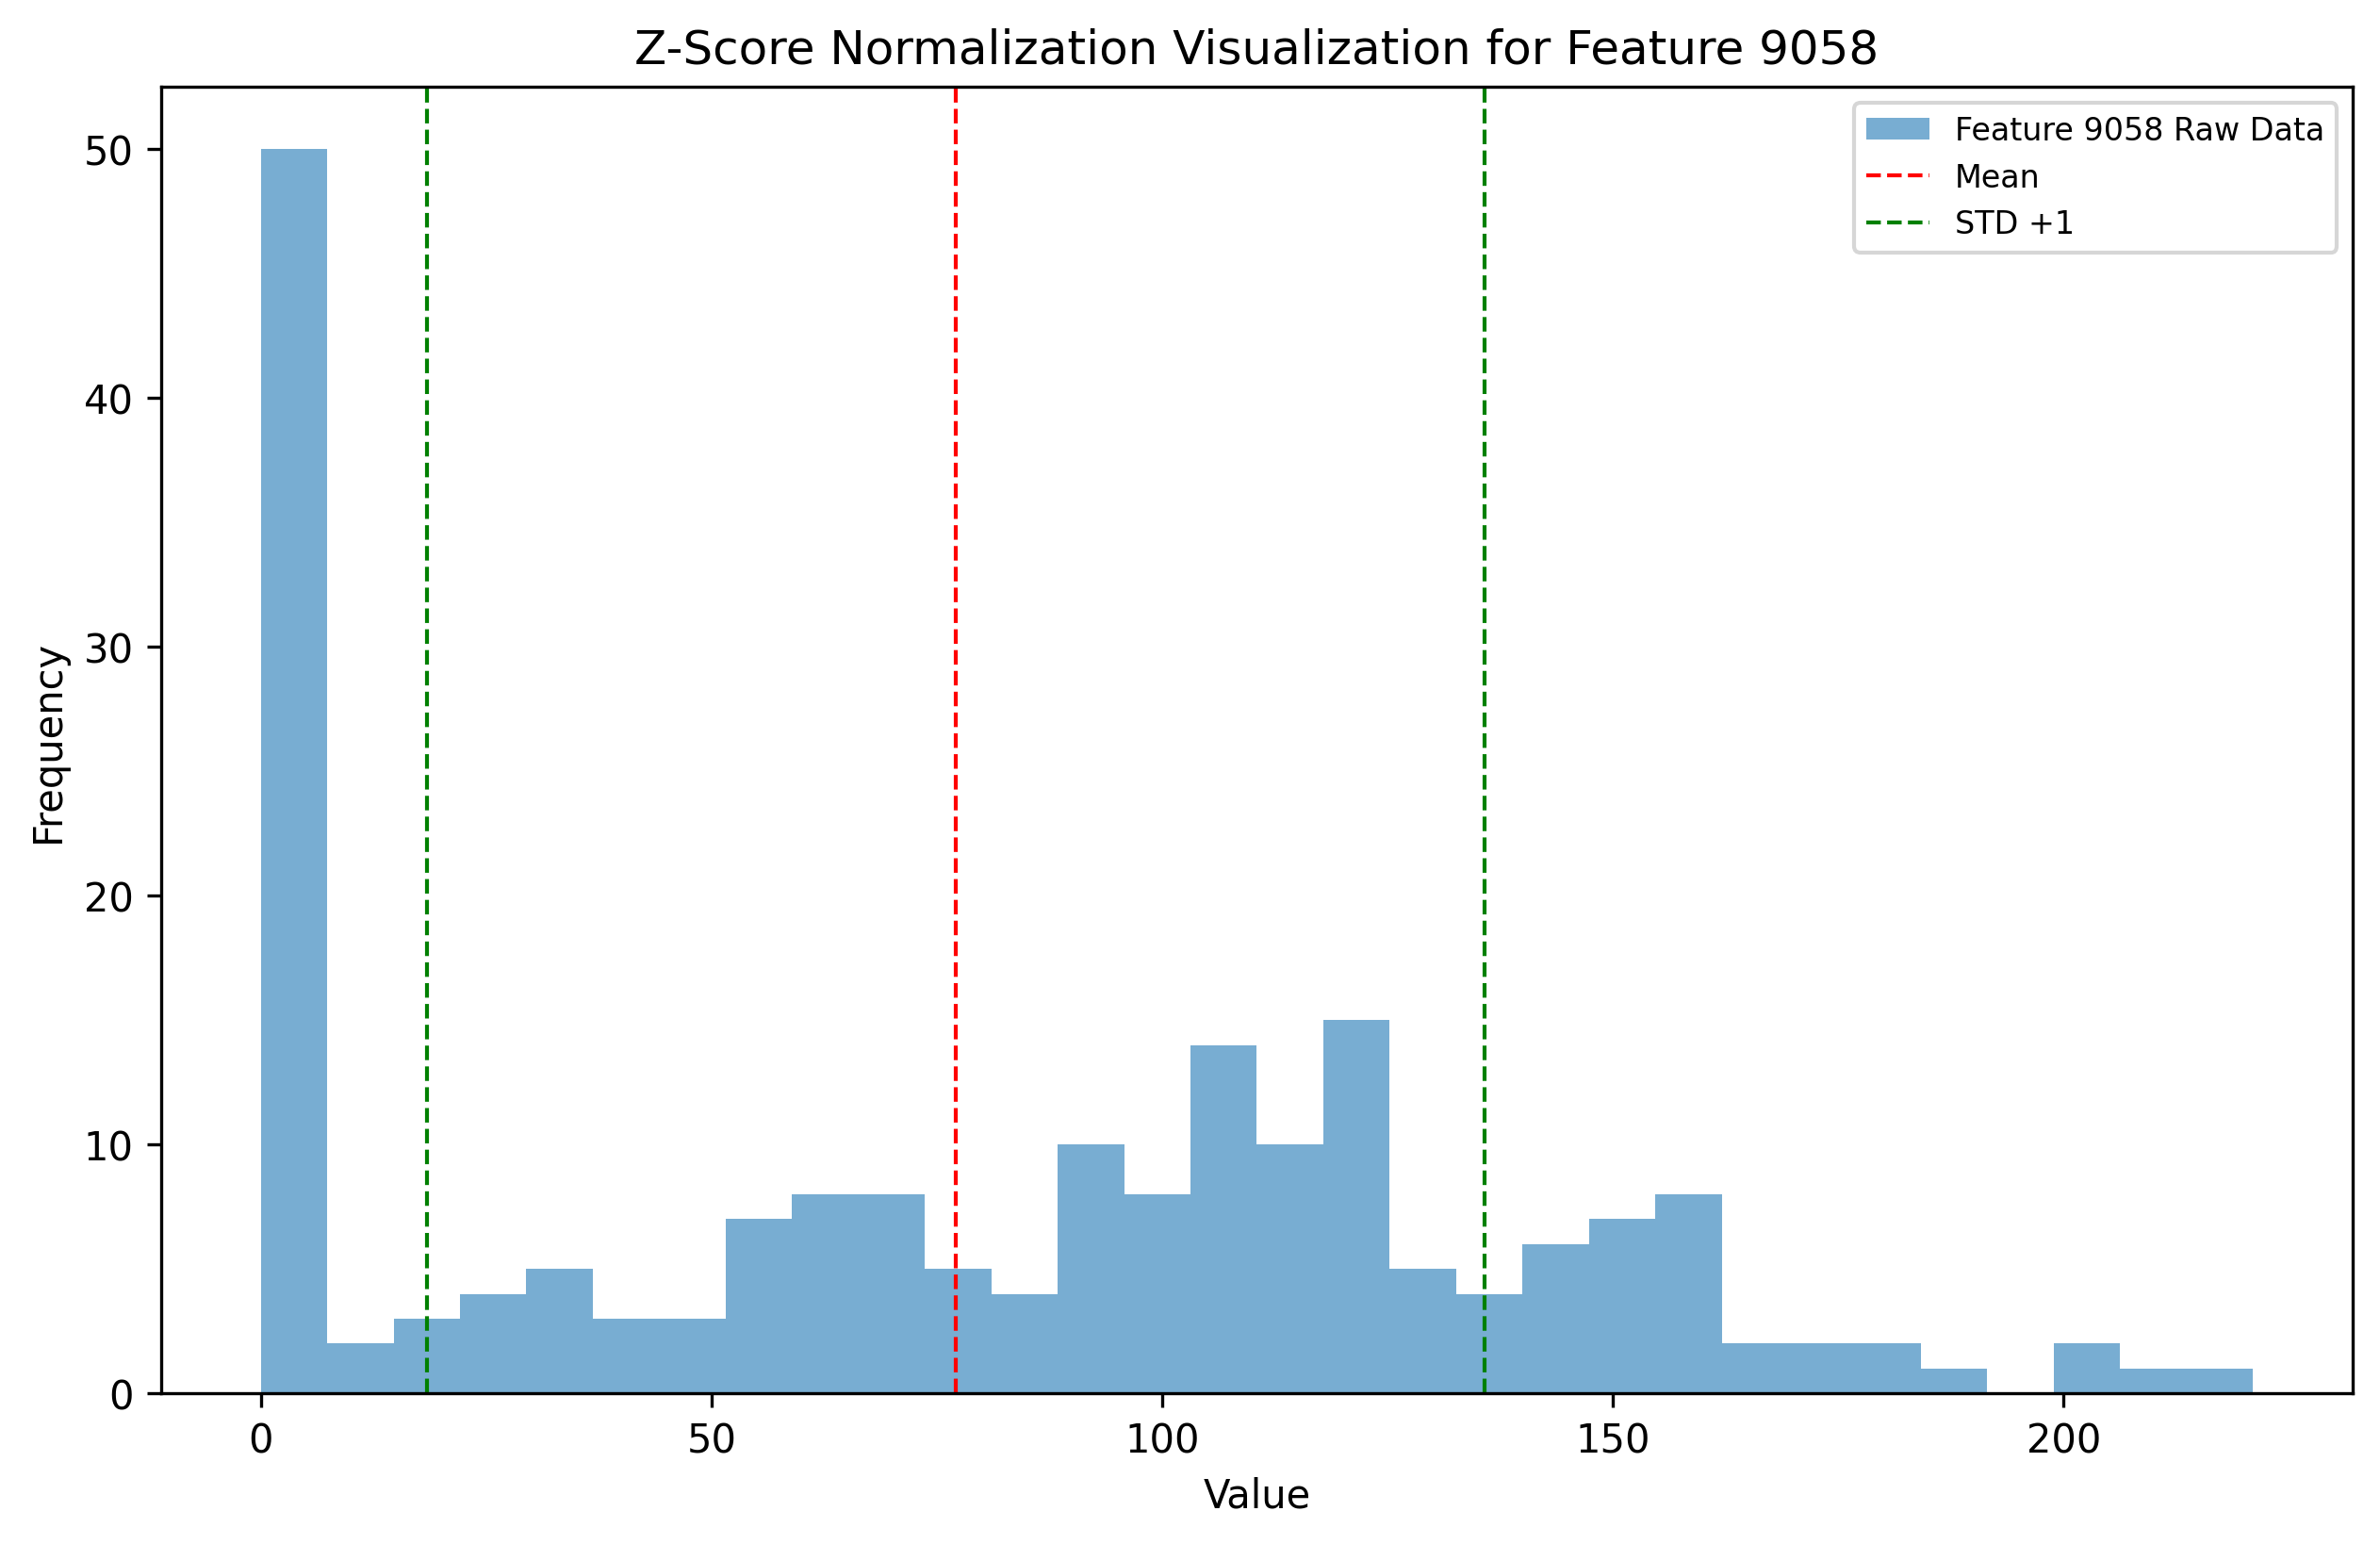 Z-Score Normalization Visualization for Feature 9058
Feature 9058 Raw Data
Mean
STD +1
50
40
30
20
10
0
Frequency
0 50 100 150 200
Value